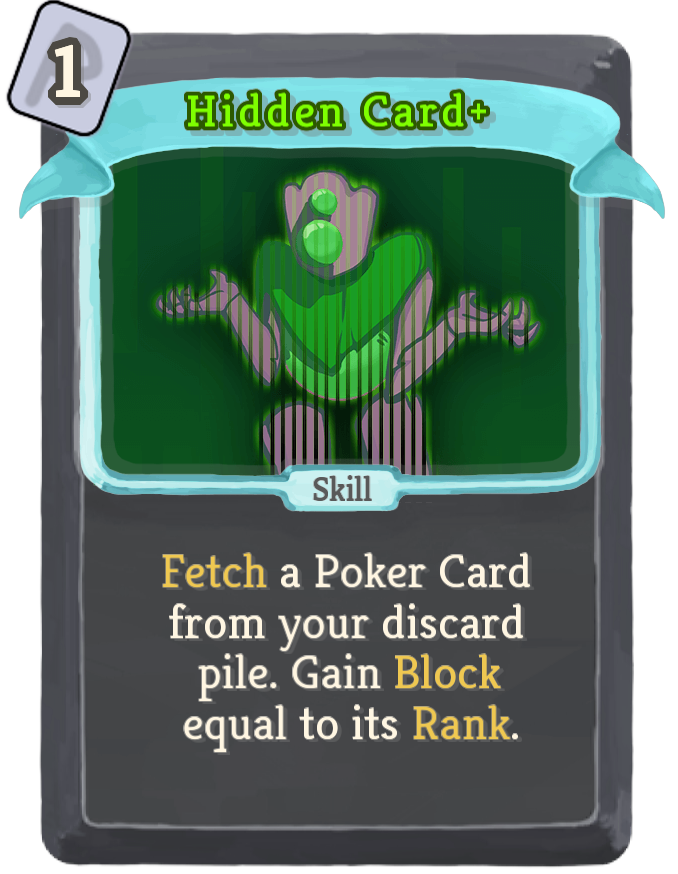 1
Hidden Card+
Skill
Fetch a Poker Card
from your discard
pile. Gain Block
equal to its Rank.